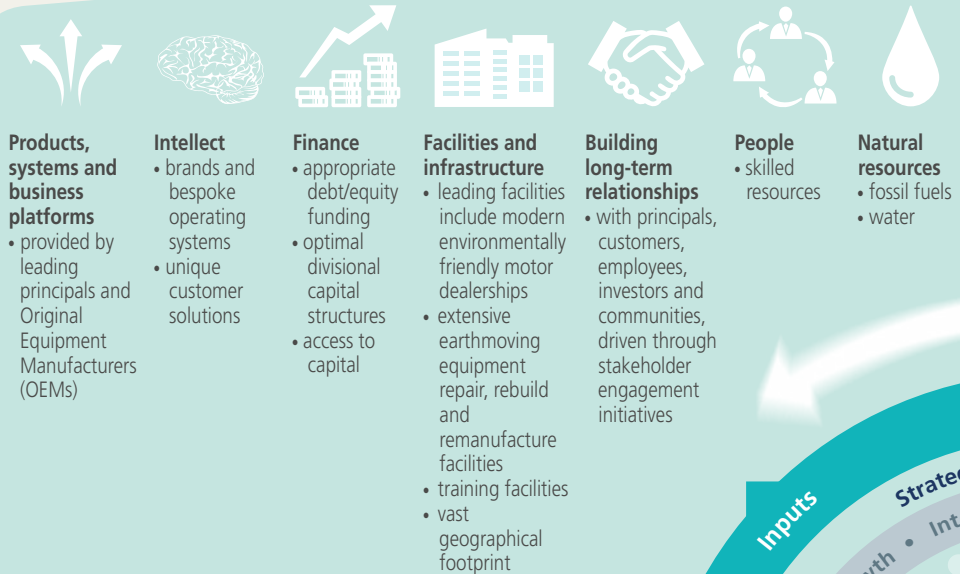 Products,
systems and
business
platforms
• provided by
leading
principals and
Original
Equipment
Manufacturers
(OEMs)
Intellect
• brands and
bespoke
operating
systems
• unique
customer
solutions
Finance
• appropriate
debt/equity
funding
• optimal
divisional
capital
structures
• access to
capital
Facilities and
infrastructure
• leading facilities
include modern
environmentally
friendly motor
dealerships
• extensive
earthmoving
equipment
repair, rebuild
and
remanufacture
facilities
• training facilities
• vast
geographical
footprint
Building
long-term
relationships
• with principals,
customers,
employees,
investors and
communities,
driven through
stakeholder
engagement
initiatives
People
• skilled
resources
Natural
resources
• fossil fuels
• water
Inputs